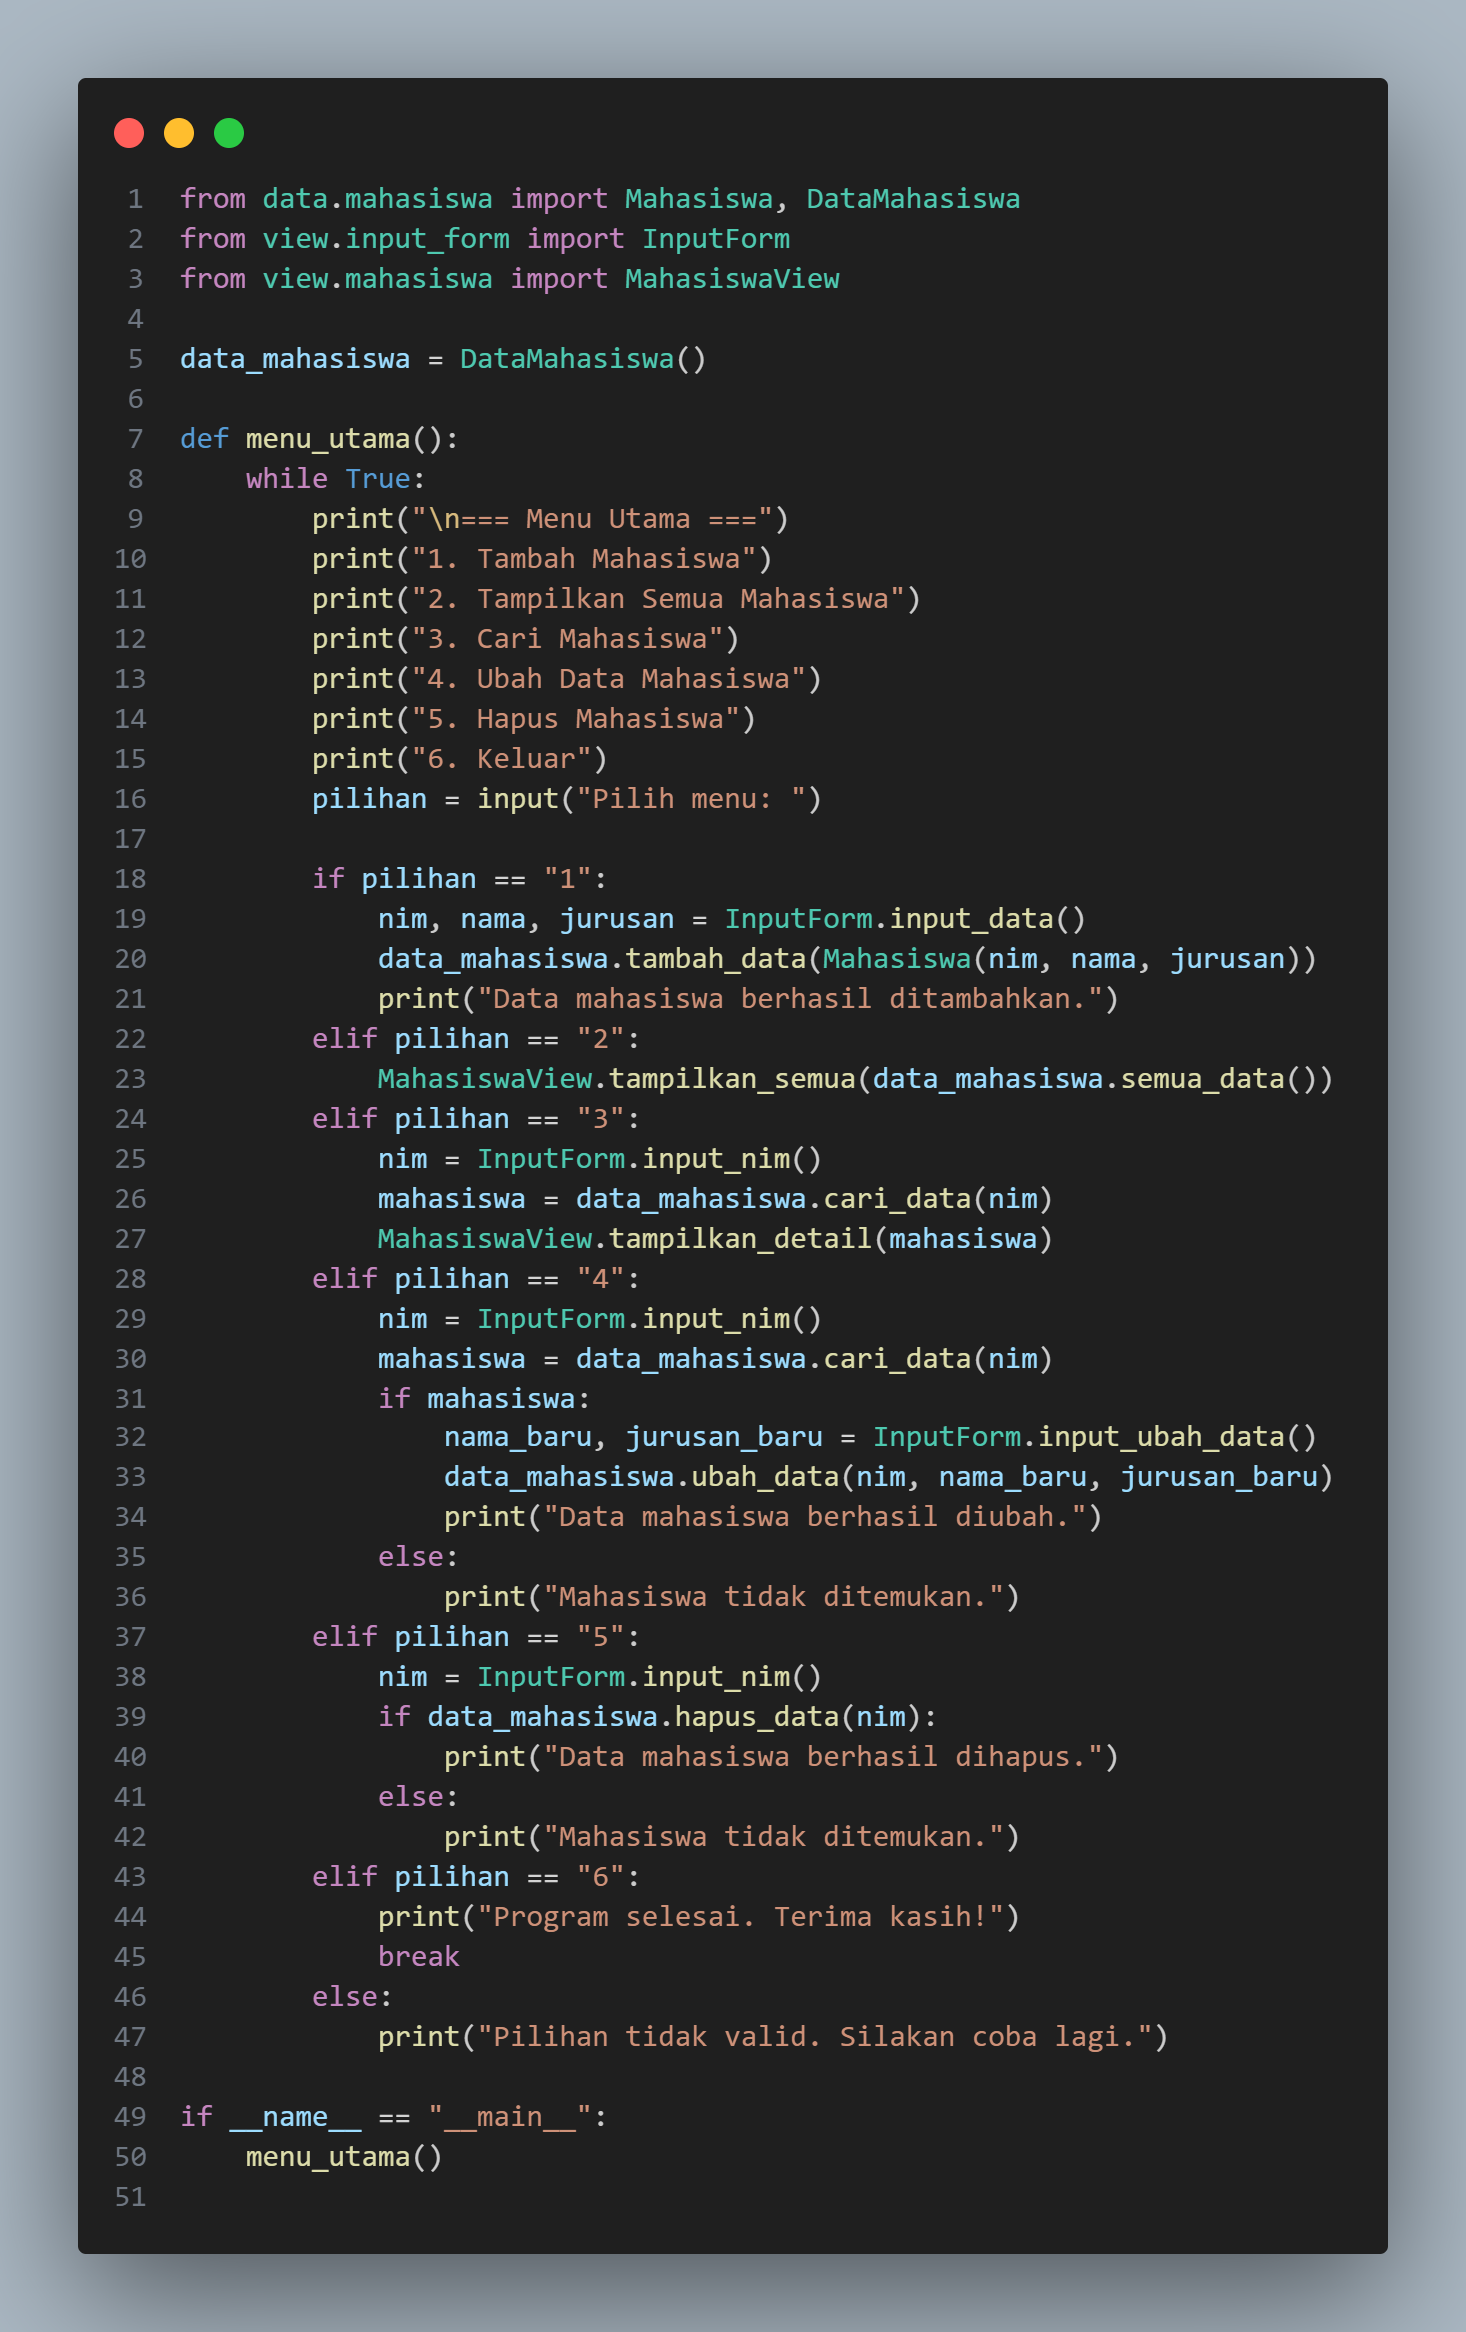 1 from data.mahasiswa import Mahasiswa, DataMahasiswa
2 from view.input_form import InputForm
3 from view.mahasiswa import MahasiswaView
4
5 data_mahasiswa = DataMahasiswa()
6
7 def menu_utama():
8     while True:
9         print("\n=== Menu Utama ===")
10         print("1. Tambah Mahasiswa")
11         print("2. Tampilkan Semua Mahasiswa")
12         print("3. Cari Mahasiswa")
13         print("4. Ubah Data Mahasiswa")
14         print("5. Hapus Mahasiswa")
15         print("6. Keluar")
16         pilihan = input("Pilih menu: ")
17
18         if pilihan == "1":
19             nim, nama, jurusan = InputForm.input_data()
20             data_mahasiswa.tambah_data(Mahasiswa(nim, nama, jurusan))
21             print("Data mahasiswa berhasil ditambahkan.")
22         elif pilihan == "2":
23             MahasiswaView.tampilkan_semua(data_mahasiswa.semua_data())
24         elif pilihan == "3":
25             nim = InputForm.input_nim()
26             mahasiswa = data_mahasiswa.cari_data(nim)
27             MahasiswaView.tampilkan_detail(mahasiswa)
28         elif pilihan == "4":
29             nim = InputForm.input_nim()
30             mahasiswa = data_mahasiswa.cari_data(nim)
31             if mahasiswa:
32                 nama_baru, jurusan_baru = InputForm.input_ubah_data()
33                 data_mahasiswa.ubah_data(nim, nama_baru, jurusan_baru)
34                 print("Data mahasiswa berhasil diubah.")
35             else:
36                 print("Mahasiswa tidak ditemukan.")
37         elif pilihan == "5":
38             nim = InputForm.input_nim()
39             if data_mahasiswa.hapus_data(nim):
40                 print("Data mahasiswa berhasil dihapus.")
41             else:
42                 print("Mahasiswa tidak ditemukan.")
43         elif pilihan == "6":
44             print("Program selesai. Terima kasih!")
45             break
46         else:
47             print("Pilihan tidak valid. Silakan coba lagi.")
48
49 if __name__ == "__main__":
50     menu_utama()
51